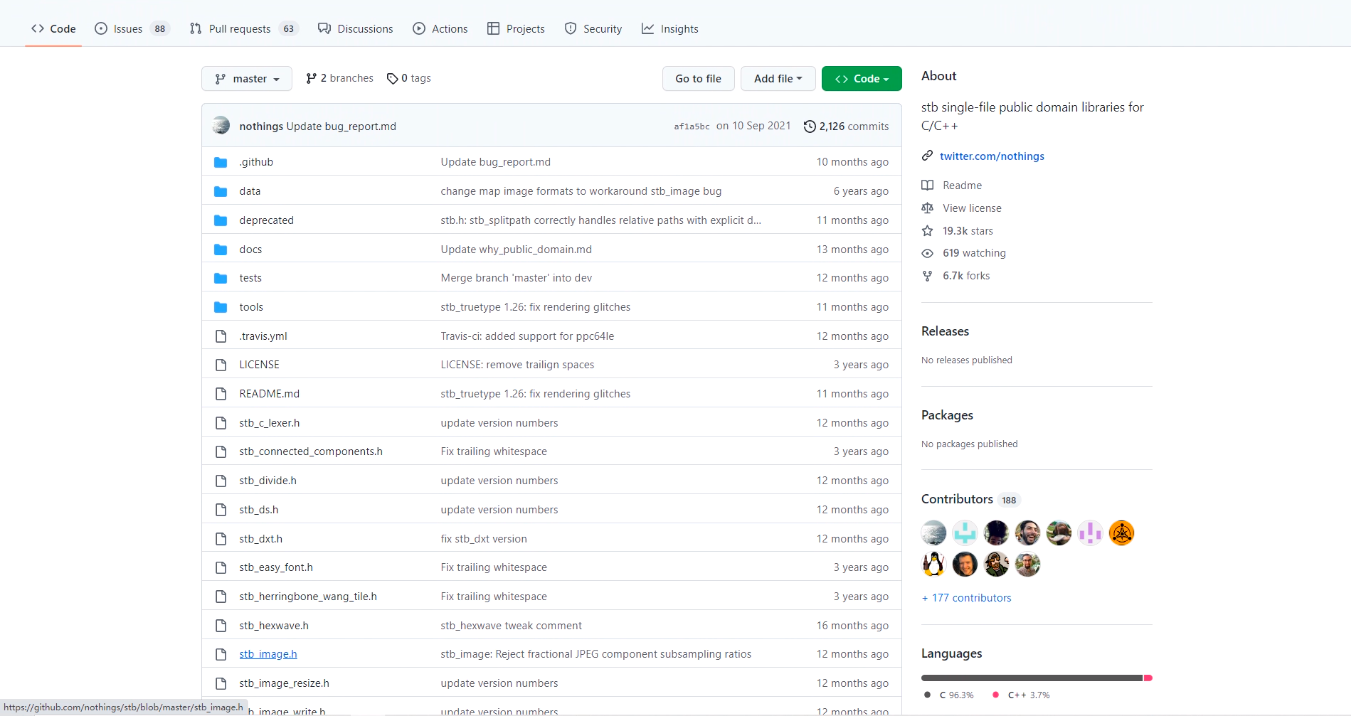 Code Issues 88 Pull requests 63 Discussions Actions Projects Security Insights
master 2 branches 0 tags Go to file Add file Code
nothings Update bug_report.md af1a5bc on 10 Sep 2021 2,126 commits
.github Update bug_report.md 10 months ago
data change map image formats to workaround stb_image bug 6 years ago
deprecated stb.h: stb_splitpath correctly handles relative paths with explicit d... 11 months ago
docs Update why_public_domain.md 13 months ago
tests Merge branch 'master' into dev 12 months ago
tools stb_truetype 1.26: fix rendering glitches 11 months ago
.travis.yml Travis-ci: added support for ppc64le 12 months ago
LICENSE LICENSE: remove trailign spaces 3 years ago
README.md stb_truetype 1.26: fix rendering glitches 11 months ago
stb_c_lexer.h update version numbers 12 months ago
stb_connected_components.h Fix trailing whitespace 3 years ago
stb_divide.h update version numbers 12 months ago
stb_ds.h update version numbers 12 months ago
stb_dxt.h fix stb_dxt version 12 months ago
stb_easy_font.h Fix trailing whitespace 3 years ago
stb_herringbone_wang_tile.h Fix trailing whitespace 3 years ago
stb_hexwave.h stb_hexwave tweak comment 16 months ago
stb_image.h stb_image: Reject fractional JPEG component subsampling ratios 12 months ago
stb_image_resize.h update version numbers 12 months ago
b_image_write.h update version numbers 12 months ago
https://github.com/nothings/stb/blob/master/stb_image.h
About
stb single-file public domain libraries for
C/C++
twitter.com/nothings
Readme
View license
19.3k stars
619 watching
6.7k forks
Releases
No releases published
Packages
No packages published
Contributors 188
+ 177 contributors
Languages
C 96.3% C++ 3.7%